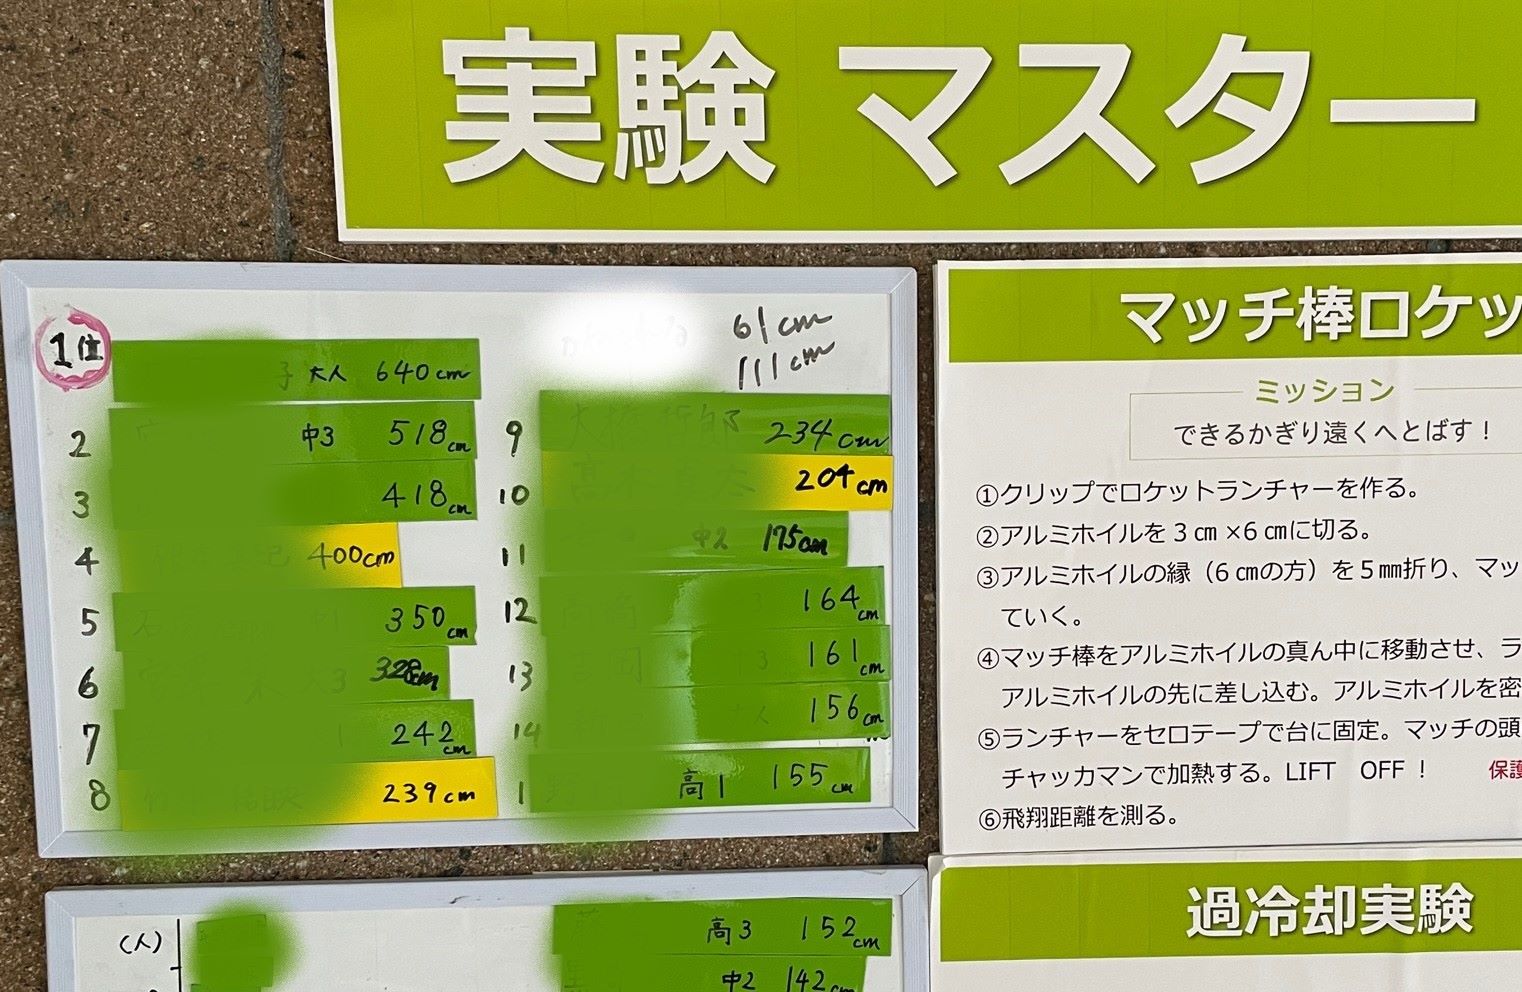 実験 マスター
1位 大人 640cm
2 中3 518cm
3 418cm
4 400cm
5 350cm
6 328cm
7 242cm
8 239cm
61cm
111cm
9 234cm
10 204cm
11 中2 175cm
12 3 164cm
13 3 161cm
14 大人 156cm
1 高1 155cm
マッチ棒ロケッ
ミッション
できるかぎり遠くへとばす！
①クリップでロケットランチャーを作る。
②アルミホイルを3㎝×6㎝に切る。
③アルミホイルの縁（6㎝の方）を5㎜折り、マッ
ていく。
④マッチ棒をアルミホイルの真ん中に移動させ、ラ
アルミホイルの先に差し込む。アルミホイルを密
⑤ランチャーをセロテープで台に固定。マッチの頭
チャッカマンで加熱する。LIFT OFF！ 保護
⑥飛翔距離を測る。
(人)
高3 152cm
中2 142cm
過冷却実験